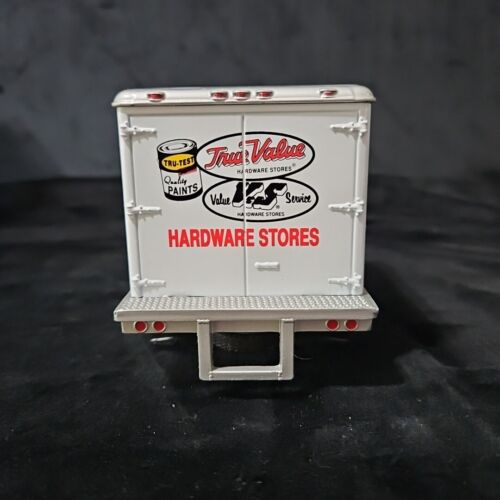 TRU-TEST
Quality
PAINTS
True Value
HARDWARE STORES®
Value V&S® Service
HARDWARE STORES
HARDWARE STORES